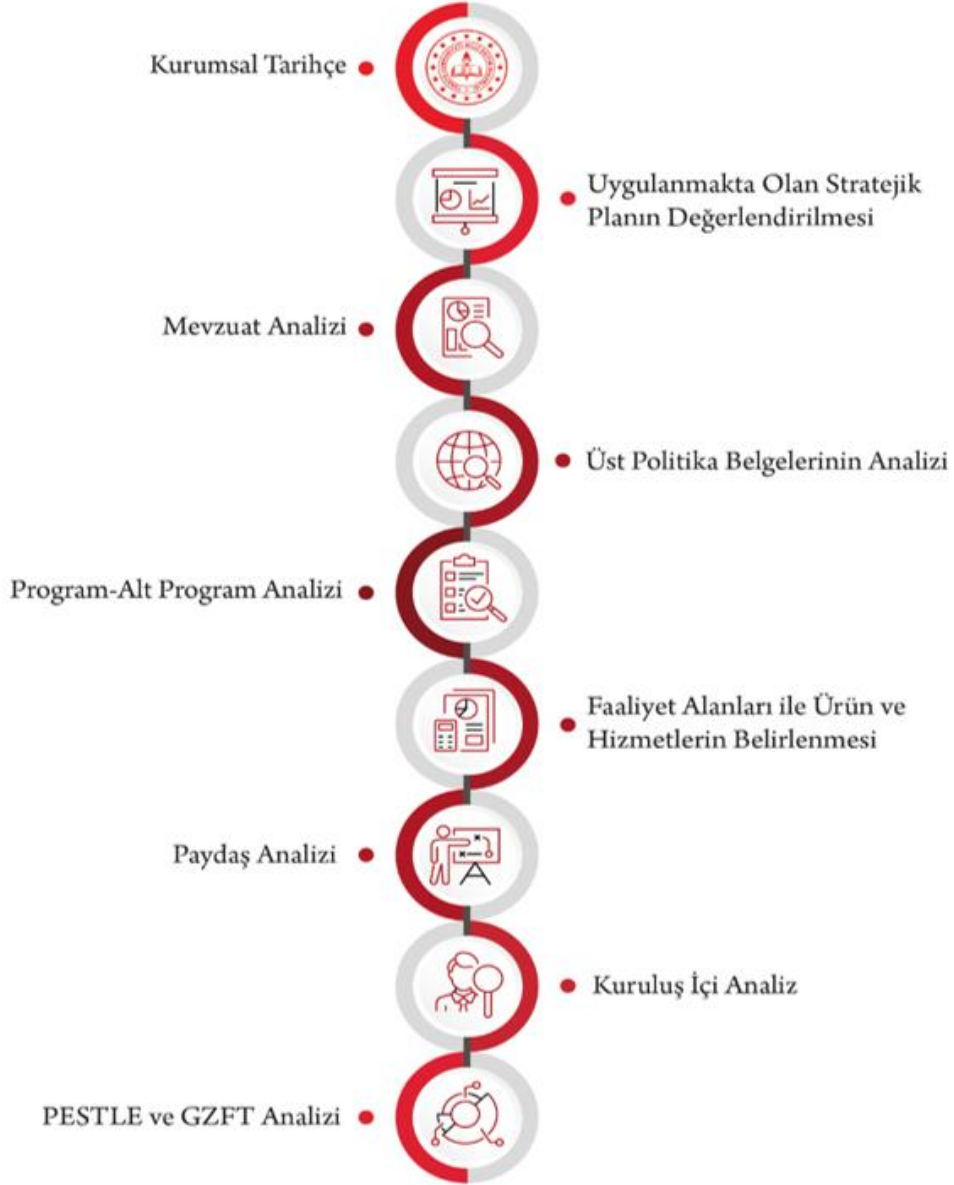 Kurumsal Tarihçe
Uygulanmakta Olan Stratejik
Planın Değerlendirilmesi
Mevzuat Analizi
Üst Politika Belgelerinin Analizi
Program-Alt Program Analizi
Faaliyet Alanları ile Ürün ve
Hizmetlerin Belirlenmesi
Paydaş Analizi
Kuruluş İçi Analiz
PESTLE ve GZFT Analizi